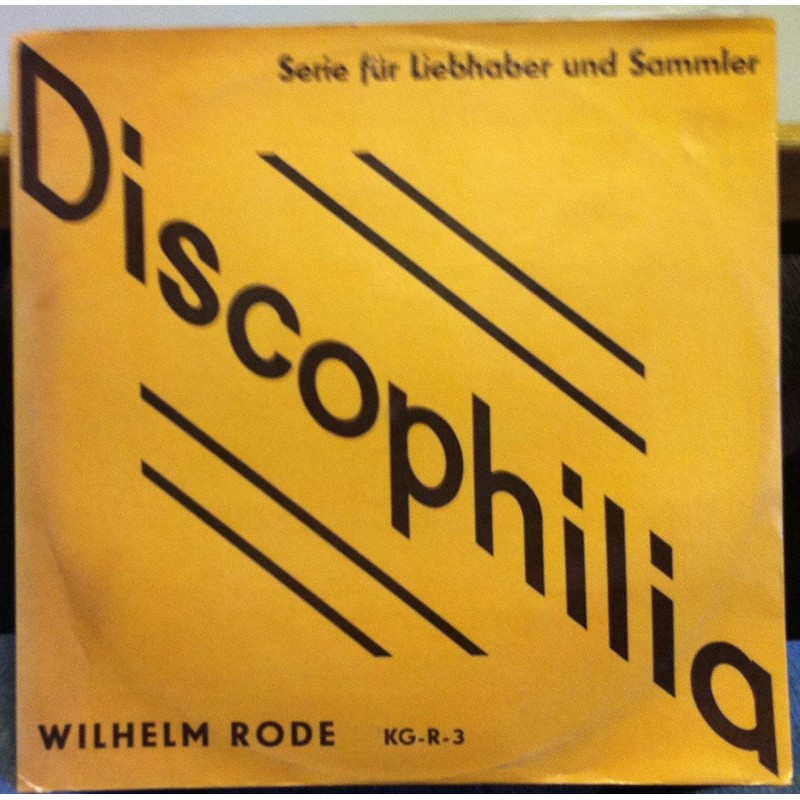 Serie für Liebhaber und Sammler
Discophilia
WILHELM RODE KG-R-3